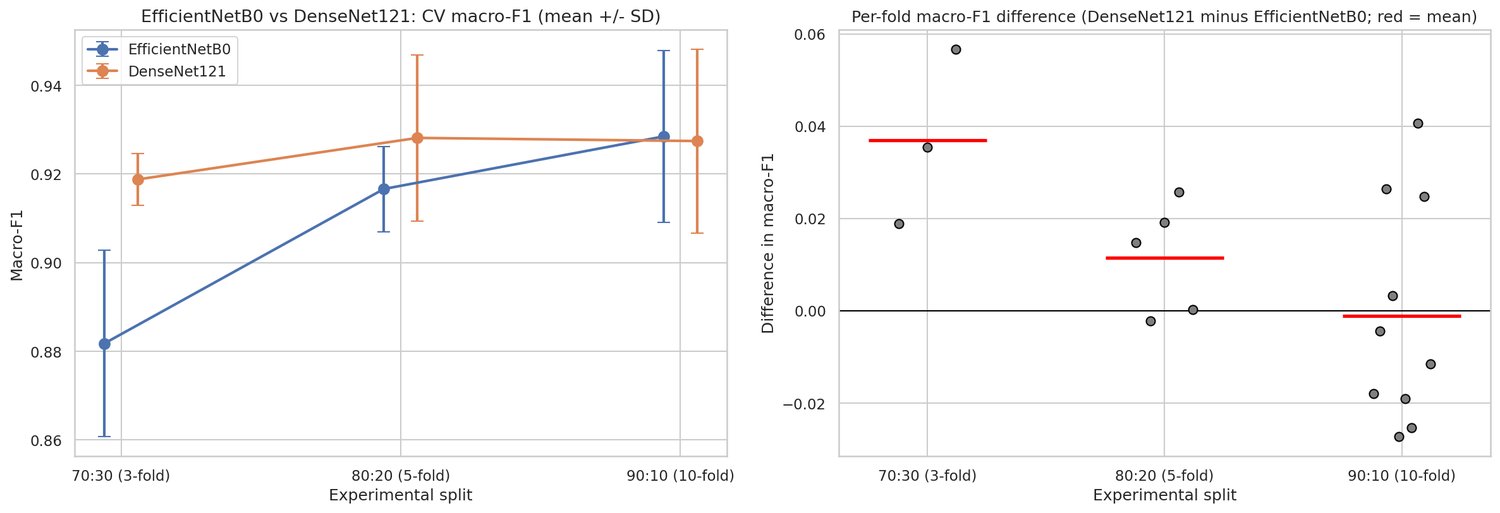 EfficientNetB0 vs DenseNet121: CV macro-F1 (mean +/- SD)
EfficientNetB0
DenseNet121
0.94
0.92
0.90
0.88
0.86
Macro-F1
70:30 (3-fold)
80:20 (5-fold)
90:10 (10-fold)
Experimental split
Per-fold macro-F1 difference (DenseNet121 minus EfficientNetB0; red = mean)
0.06
0.04
0.02
0.00
−0.02
Difference in macro-F1
70:30 (3-fold)
80:20 (5-fold)
90:10 (10-fold)
Experimental split